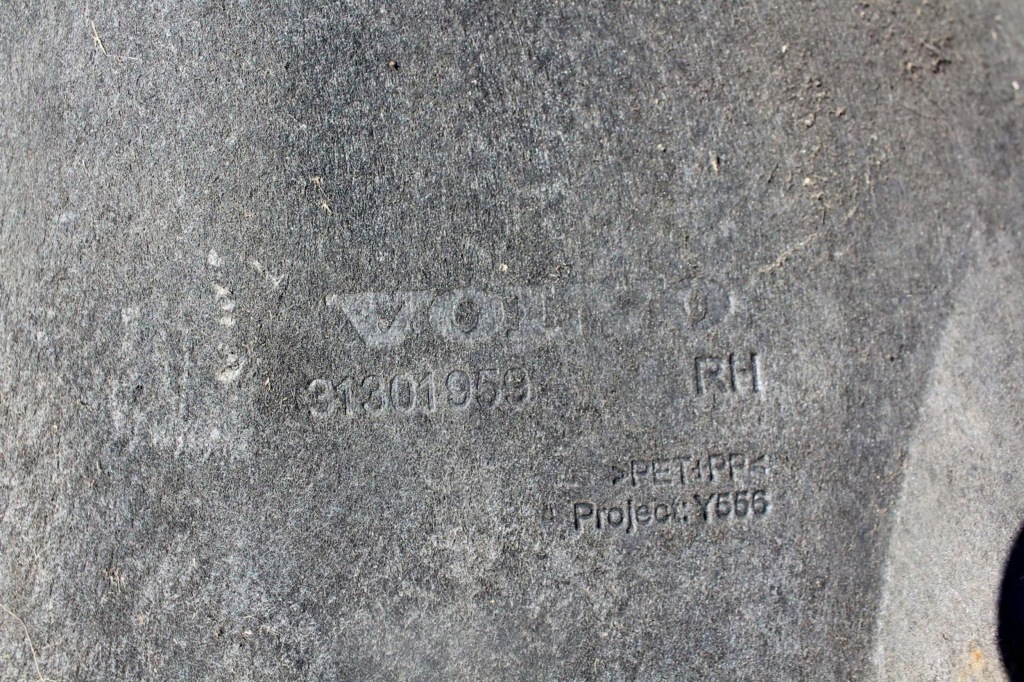 VOLVO
31301959 RH
>PET+PP<
Project: Y556